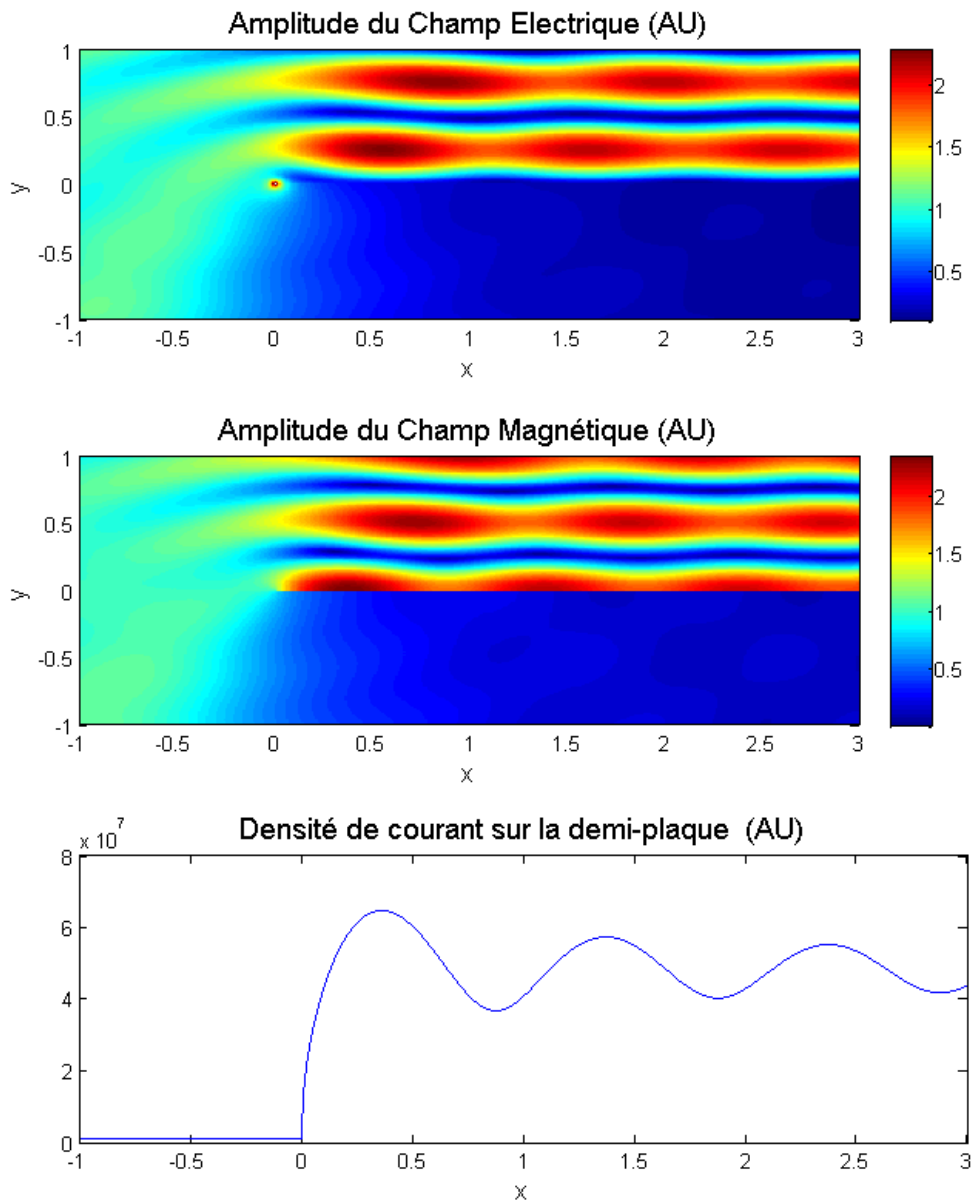 Amplitude du Champ Electrique (AU)
1
0.5
0
-0.5
-1
y
-1 -0.5 0 0.5 1 1.5 2 2.5 3
x
2
1.5
1
0.5
Amplitude du Champ Magnétique (AU)
1
0.5
0
-0.5
-1
y
-1 -0.5 0 0.5 1 1.5 2 2.5 3
x
2
1.5
1
0.5
Densité de courant sur la demi-plaque (AU)
x 10^7
8
6
4
2
0
-1 -0.5 0 0.5 1 1.5 2 2.5 3
x